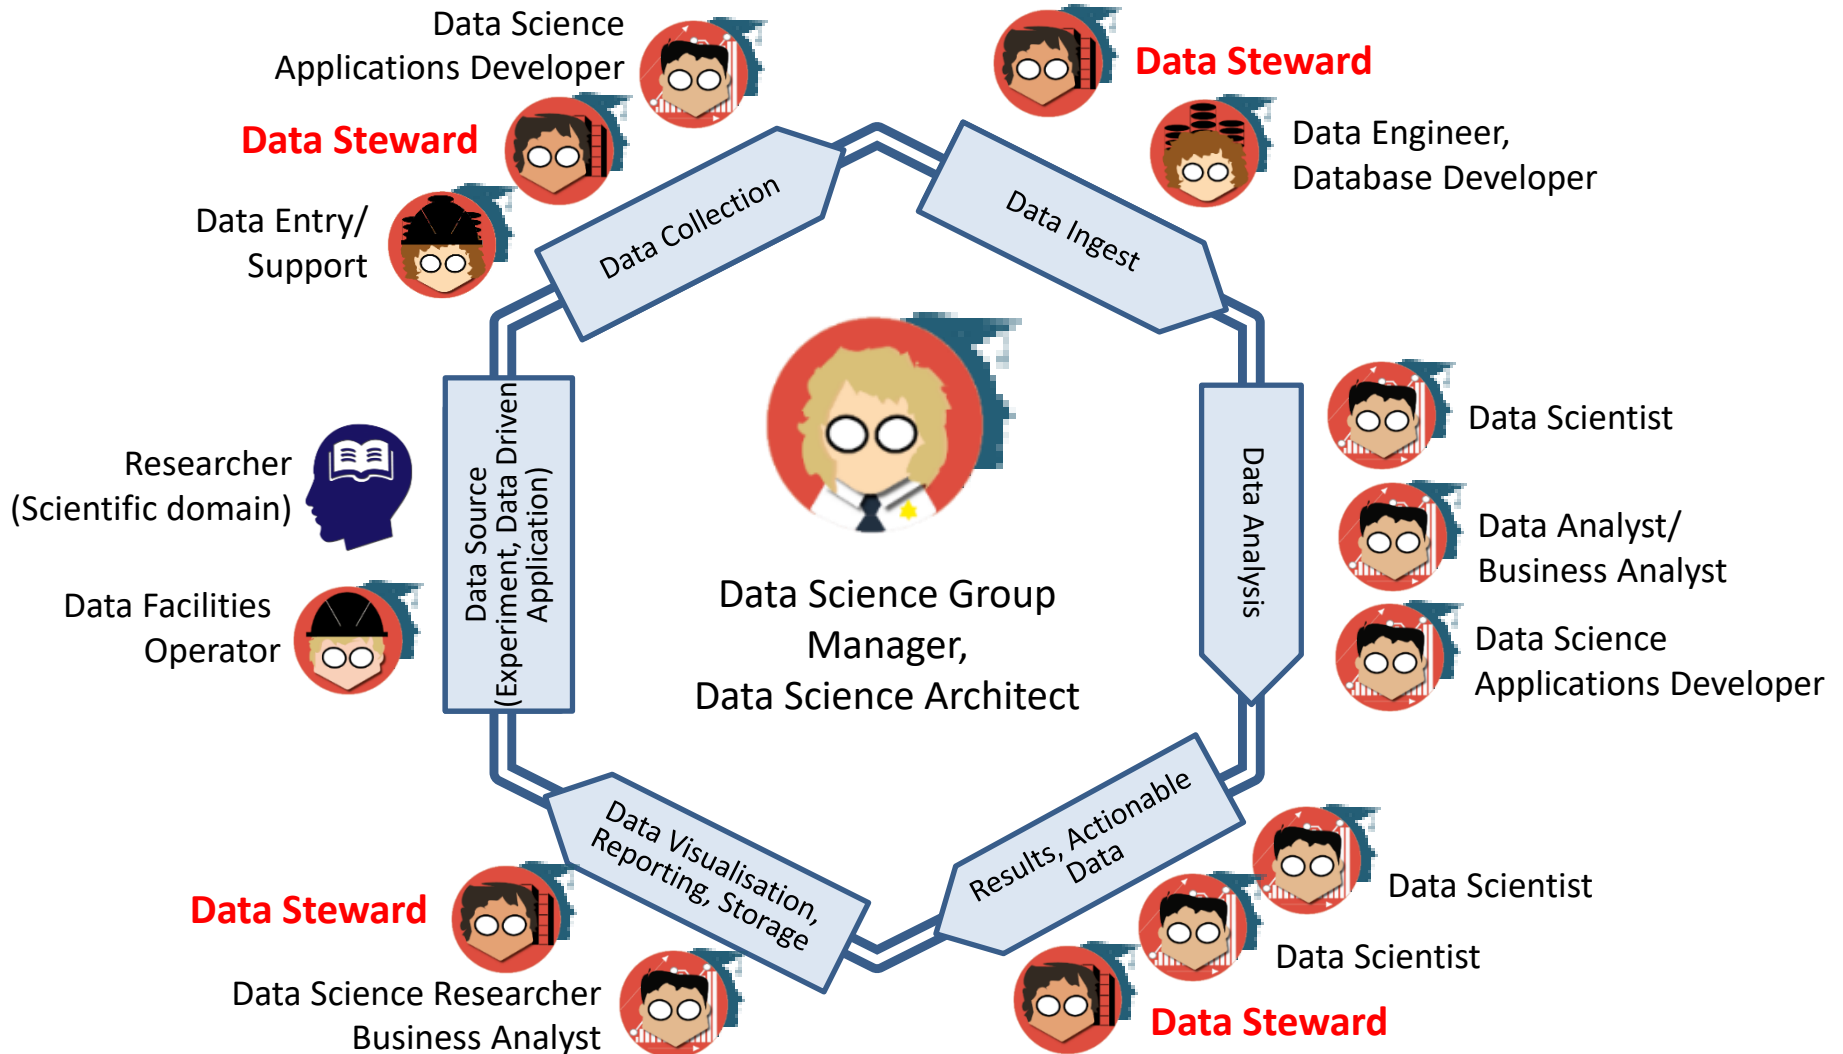 Data Science
Applications Developer
Data Steward
Data Entry/
Support
Data Steward
Data Engineer,
Database Developer
Data Collection
Data Ingest
Researcher
(Scientific domain)
Data Facilities
Operator
Data Source
(Experiment, Data Driven
Application)
Data Science Group
Manager,
Data Science Architect
Data Analysis
Data Scientist
Data Analyst/
Business Analyst
Data Science
Applications Developer
Data Visualisation,
Reporting, Storage
Results, Actionable
Data
Data Steward
Data Science Researcher
Business Analyst
Data Scientist
Data Scientist
Data Steward